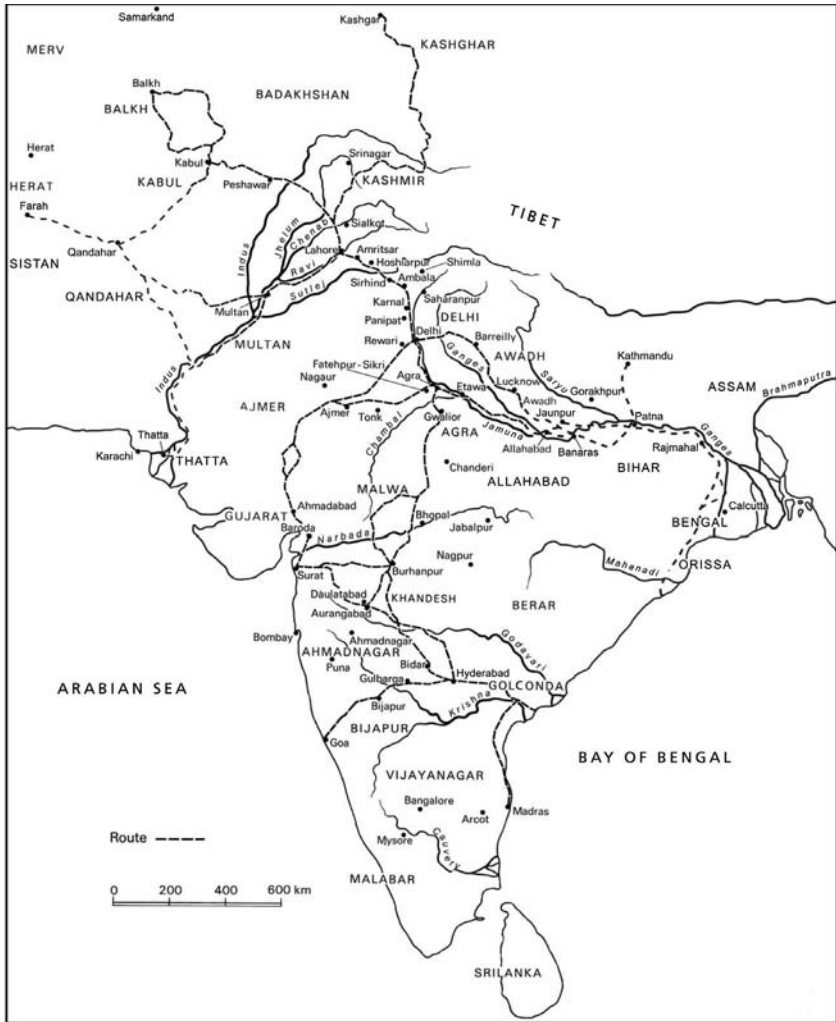 Samarkand
Kashgar
KASHGHAR
MERV
Balkh
BALKH
BADAKHSHAN
Herat
HERAT
Kabul
KABUL
Peshawar
Srinagar
KASHMIR
Farah
SISTAN
Qandahar
QANDAHAR
Indus
Jhelum
Chenab
Sialkot
Lahore
Amritsar
Hoshiarpur
Shimla
Ravi
Sutlej
Sirhind
Ambala
Saharanpur
TIBET
Multan
MULTAN
Karnal
Panipat
DELHI
Delhi
Rewari
Barreilly
Ganges
AWADH
Kathmandu
Indus
Fatehpur-Sikri
Nagaur
Agra
Etawa
Lucknow
Saryu
Gorakhpur
ASSAM
Brahmaputra
AJMER
Ajmer
Tonk
Chambal
Gwalior
Awadh
Jaunpur
Patna
Jamuna
AGRA
Allahabad
Banaras
Ganges
Rajmahal
Karachi
Thatta
THATTA
Chanderi
ALLAHABAD
BIHAR
Ahmadabad
GUJARAT
MALWA
Bhopal
Jabalpur
BENGAL
Calcutta
Baroda
Narbada
Nagpur
Mahanadi
ORISSA
Surat
Burhanpur
Daulatabad
KHANDESH
BERAR
Aurangabad
Bombay
Ahmadnagar
AHMADNAGAR
Puna
Bidar
Godavari
Hyderabad
Gulbarga
GOLCONDA
ARABIAN SEA
Bijapur
Krishna
BIJAPUR
Goa
BAY OF BENGAL
VIJAYANAGAR
Bangalore
Arcot
Madras
Mysore
Cauvery
Route
MALABAR
0 200 600 km
SRILANKA